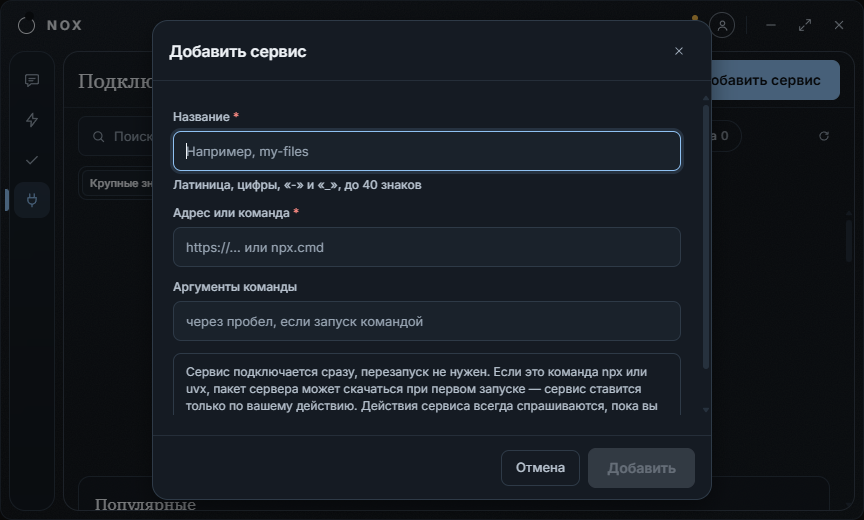 NOX
Добавить сервис
Подклю
обавить сервис
Название *
Поиск
Например, my-files
а 0
Крупные зн
Латиница, цифры, «-» и «_», до 40 знаков
Адрес или команда *
https://... или npx.cmd
Аргументы команды
через пробел, если запуск командой
Сервис подключается сразу, перезапуск не нужен. Если это команда npx или
uvx, пакет сервера может скачаться при первом запуске — сервис ставится
только по вашему действию. Действия сервиса всегда спрашиваются, пока вы
Отмена
Добавить
Популярные